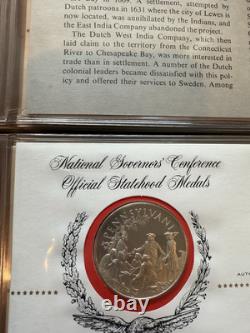 day in 1609. A settlement, attempted by
Dutch patroons in 1631 where the city of Lewes is
now located, was annihilated by the Indians, and
the East India Company abandoned the project.
The Dutch West India Company, which then
laid claim to the territory from the Connecticut
River to Chesapeake Bay, was more interested in
trade than in settlement. A number of the Dutch
colonial leaders became dissatisfied with this pol-
icy and offered their services to Sweden. Among
National Governors' Conference
Official Statehood Medals
PENNSYLVANIA
AUT